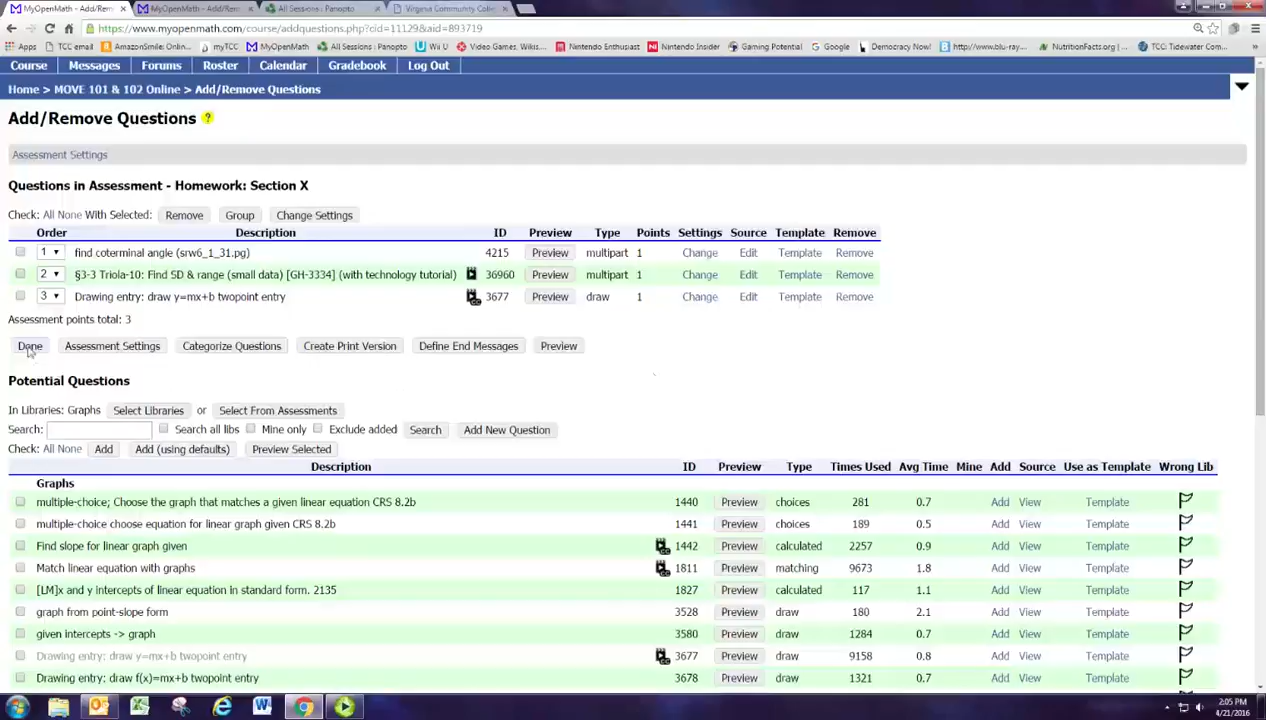 MyOpenMath - Add/Rem × MyOpenMath - Add/Rem × All Sessions - Panopto × Virginia Community Coll ×
https://www.myopenmath.com/course/addquestions.php?cid=11129&aid=893719
Apps TCC email AmazonSmile: Onlin... myTCC MyOpenMath All Sessions | Panopto Wii U Video Games, Wikis... Nintendo Enthusiast Nintendo Insider Gaming Potential Google Democracy Now! http://www.blu-ray... NutritionFacts.org | ... TCC: Tidewater Com...
Course Messages Forums Roster Calendar Gradebook Log Out
Home > MOVE 101 & 102 Online > Add/Remove Questions
Add/Remove Questions ?
Assessment Settings
Questions in Assessment - Homework: Section X
Check: All None With Selected: Remove Group Change Settings
Order Description ID Preview Type Points Settings Source Template Remove
1 find coterminal angle (srw6_1_31.pg) 4215 Preview multipart 1 Change Edit Template Remove
2 §3-3 Triola-10: Find SD & range (small data) [GH-3334] (with technology tutorial) 36960 Preview multipart 1 Change Edit Template Remove
3 Drawing entry: draw y=mx+b twopoint entry CC 3677 Preview draw 1 Change Edit Template Remove
Assessment points total: 3
Done Assessment Settings Categorize Questions Create Print Version Define End Messages Preview
Potential Questions
In Libraries: Graphs Select Libraries or Select From Assessments
Search: Search all libs Mine only Exclude added Search Add New Question
Check: All None Add Add (using defaults) Preview Selected
Description ID Preview Type Times Used Avg Time Mine Add Source Use as Template Wrong Lib
Graphs
multiple-choice; Choose the graph that matches a given linear equation CRS 8.2b 1440 Preview choices 281 0.7 Add View Template
multiple-choice choose equation for linear graph given CRS 8.2b 1441 Preview choices 189 0.5 Add View Template
Find slope for linear graph given CC 1442 Preview calculated 2257 0.9 Add View Template
Match linear equation with graphs CC 1811 Preview matching 9673 1.8 Add View Template
[LM]x and y intercepts of linear equation in standard form. 2135 1827 Preview calculated 117 1.1 Add View Template
graph from point-slope form 3528 Preview draw 180 2.1 Add View Template
given intercepts -> graph 3580 Preview draw 1284 0.7 Add View Template
Drawing entry: draw y=mx+b twopoint entry CC 3677 Preview draw 9158 0.8 Add View Template
Drawing entry: draw f(x)=mx+b twopoint entry 3678 Preview draw 1321 0.7 Add View Template
2:05 PM
4/21/2016